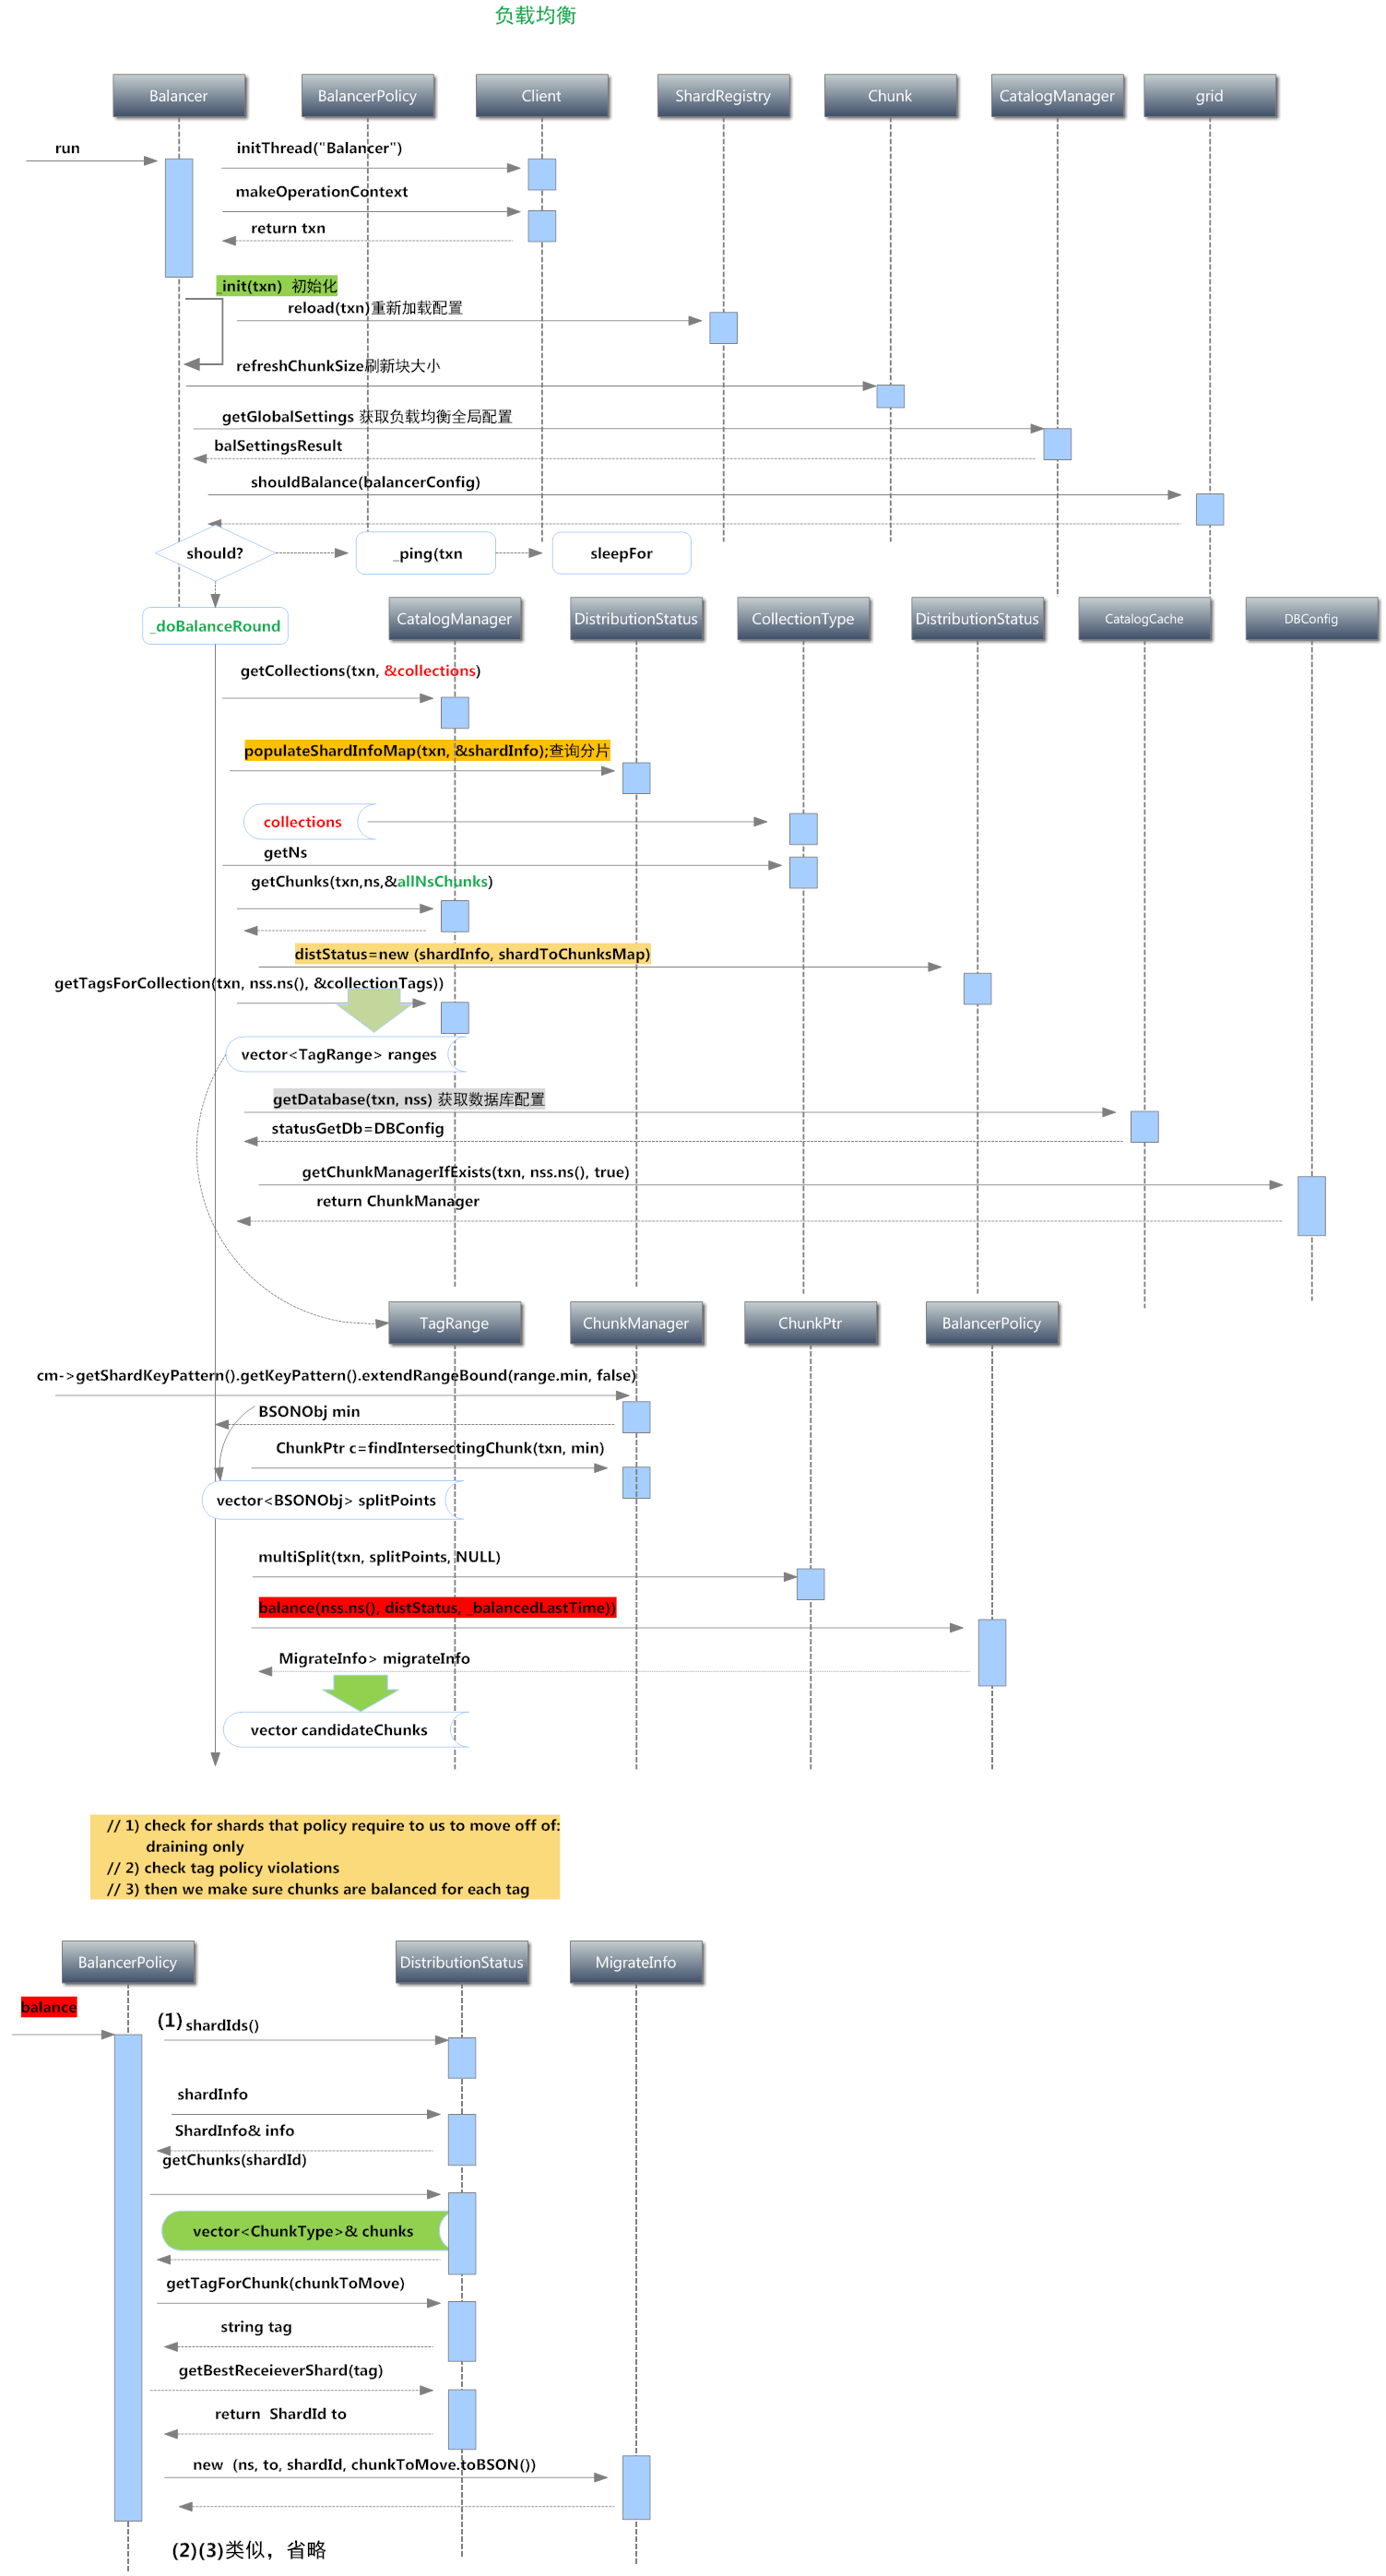 负载均衡
Balancer
BalancerPolicy
Client
ShardRegistry
Chunk
CatalogManager
grid
run
initThread("Balancer")
makeOperationContext
return txn
_init(txn)  初始化
reload(txn)重新加载配置
refreshChunkSize刷新块大小
getGlobalSettings 获取负载均衡全局配置
balSettingsResult
shouldBalance(balancerConfig)
should?
_ping(txn
sleepFor
_doBalanceRound
CatalogManager
DistributionStatus
CollectionType
DistributionStatus
CatalogCache
DBConfig
getCollections(txn, &collections)
populateShardInfoMap(txn, &shardInfo);查询分片
collections
getNs
getChunks(txn,ns,&allNsChunks)
distStatus=new (shardInfo, shardToChunksMap)
getTagsForCollection(txn, nss.ns(), &collectionTags))
vector<TagRange> ranges
getDatabase(txn, nss) 获取数据库配置
statusGetDb=DBConfig
getChunkManagerIfExists(txn, nss.ns(), true)
return ChunkManager
TagRange
ChunkManager
ChunkPtr
BalancerPolicy
cm->getShardKeyPattern().getKeyPattern().extendRangeBound(range.min, false)
BSONObj min
ChunkPtr c=findIntersectingChunk(txn, min)
vector<BSONObj> splitPoints
multiSplit(txn, splitPoints, NULL)
balance(nss.ns(), distStatus, _balancedLastTime))
MigrateInfo> migrateInfo
vector candidateChunks
// 1) check for shards that policy require to us to move off of:
draining only
// 2) check tag policy violations
// 3) then we make sure chunks are balanced for each tag
BalancerPolicy
DistributionStatus
MigrateInfo
balance
(1) shardIds()
shardInfo
ShardInfo& info
getChunks(shardId)
vector<ChunkType>& chunks
getTagForChunk(chunkToMove)
string tag
getBestReceieverShard(tag)
return  ShardId to
new  (ns, to, shardId, chunkToMove.toBSON())
(2)(3)类似，省略